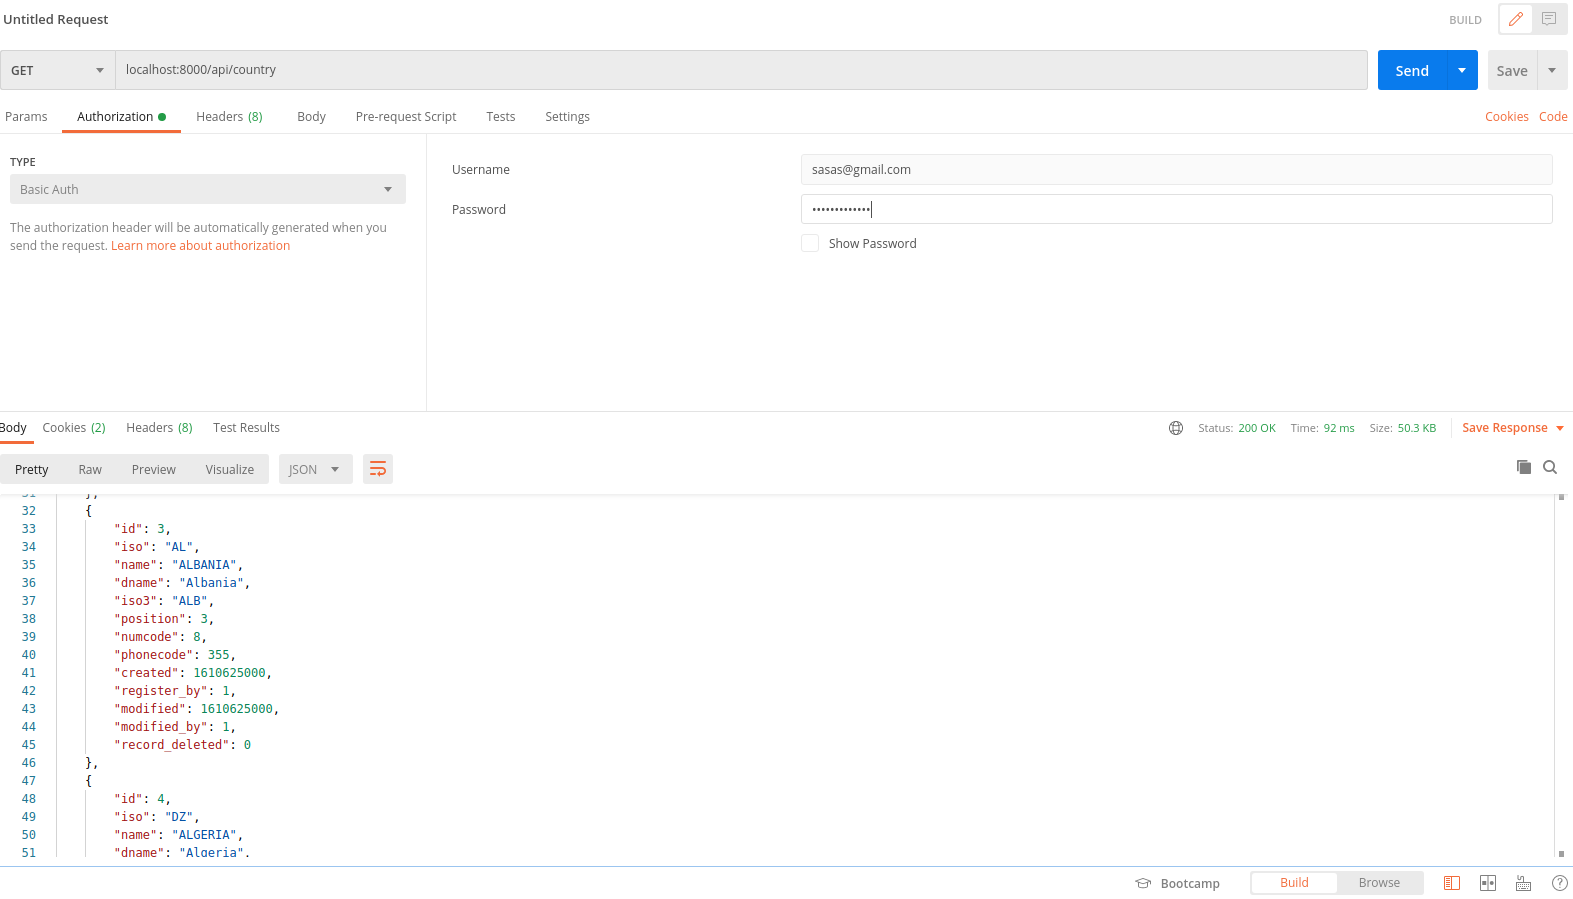 Untitled Request
BUILD
GET
localhost:8000/api/country
Send
Save
Params
Authorization
Headers (8)
Body
Pre-request Script
Tests
Settings
Cookies
Code
TYPE
Basic Auth
The authorization header will be automatically generated when you
send the request. Learn more about authorization
Username
sasas@gmail.com
Password
•••••••••••••
Show Password
Body
Cookies (2)
Headers (8)
Test Results
Status: 200 OK
Time: 92 ms
Size: 50.3 KB
Save Response
Pretty
Raw
Preview
Visualize
JSON
31 },
32 {
33 "id": 3,
34 "iso": "AL",
35 "name": "ALBANIA",
36 "dname": "Albania",
37 "iso3": "ALB",
38 "position": 3,
39 "numcode": 8,
40 "phonecode": 355,
41 "created": 1610625000,
42 "register_by": 1,
43 "modified": 1610625000,
44 "modified_by": 1,
45 "record_deleted": 0
46 },
47 {
48 "id": 4,
49 "iso": "DZ",
50 "name": "ALGERIA",
51 "dname": "Algeria",
Bootcamp
Build
Browse